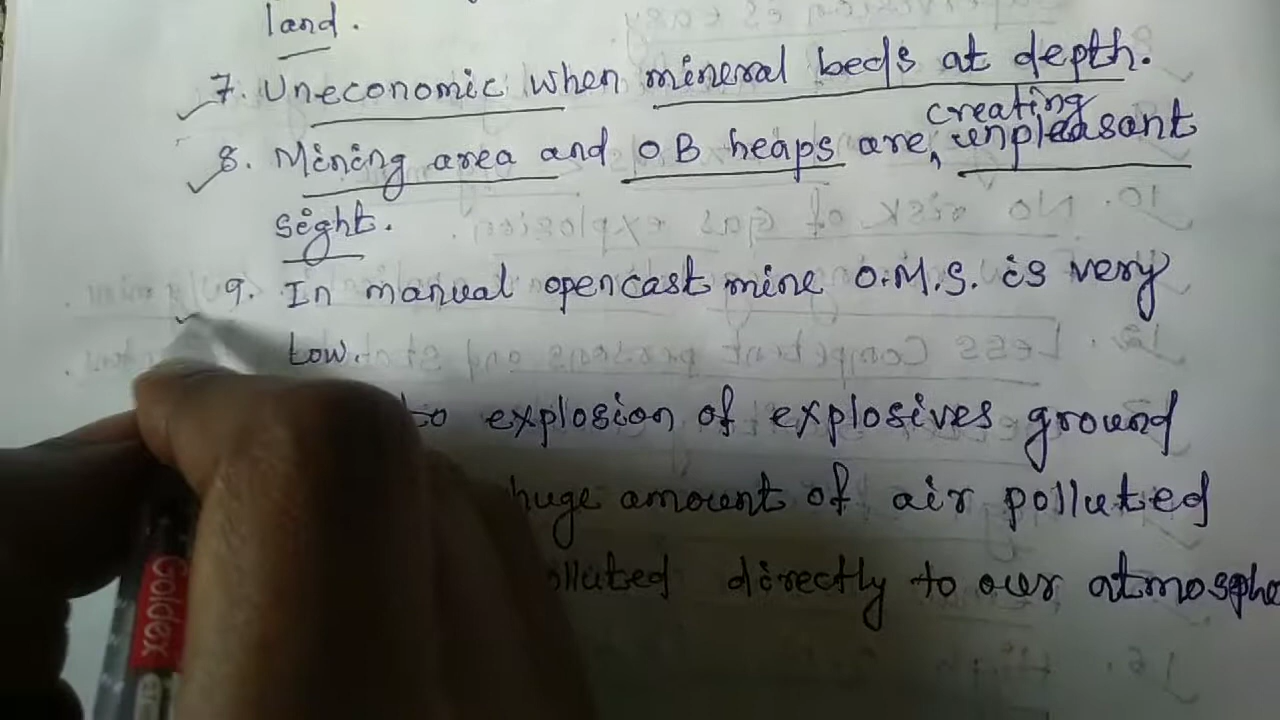 land.
7. Uneconomic when mineral beds at depth.
creating
8. Mining area and OB heaps are, unpleasant
sight.
9. In manual opencast mine O.M.S. is very
low.
to explosion of explosives ground
huge amount of air polluted
olluted directly to our atmosphe
Goldex